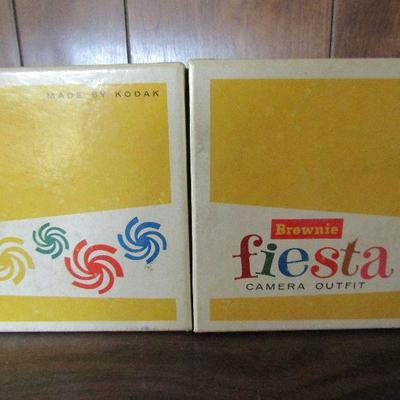 MADE BY KODAK
Brownie
fiesta
CAMERA OUTFIT